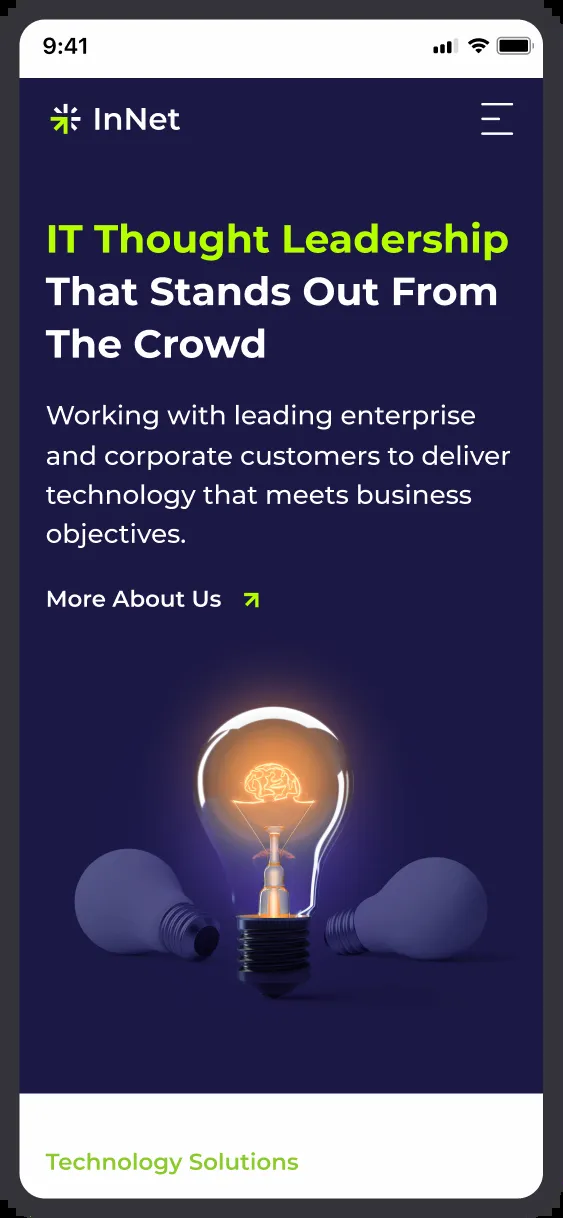 9:41
InNet
IT Thought Leadership
That Stands Out From
The Crowd
Working with leading enterprise
and corporate customers to deliver
technology that meets business
objectives.
More About Us
Technology Solutions